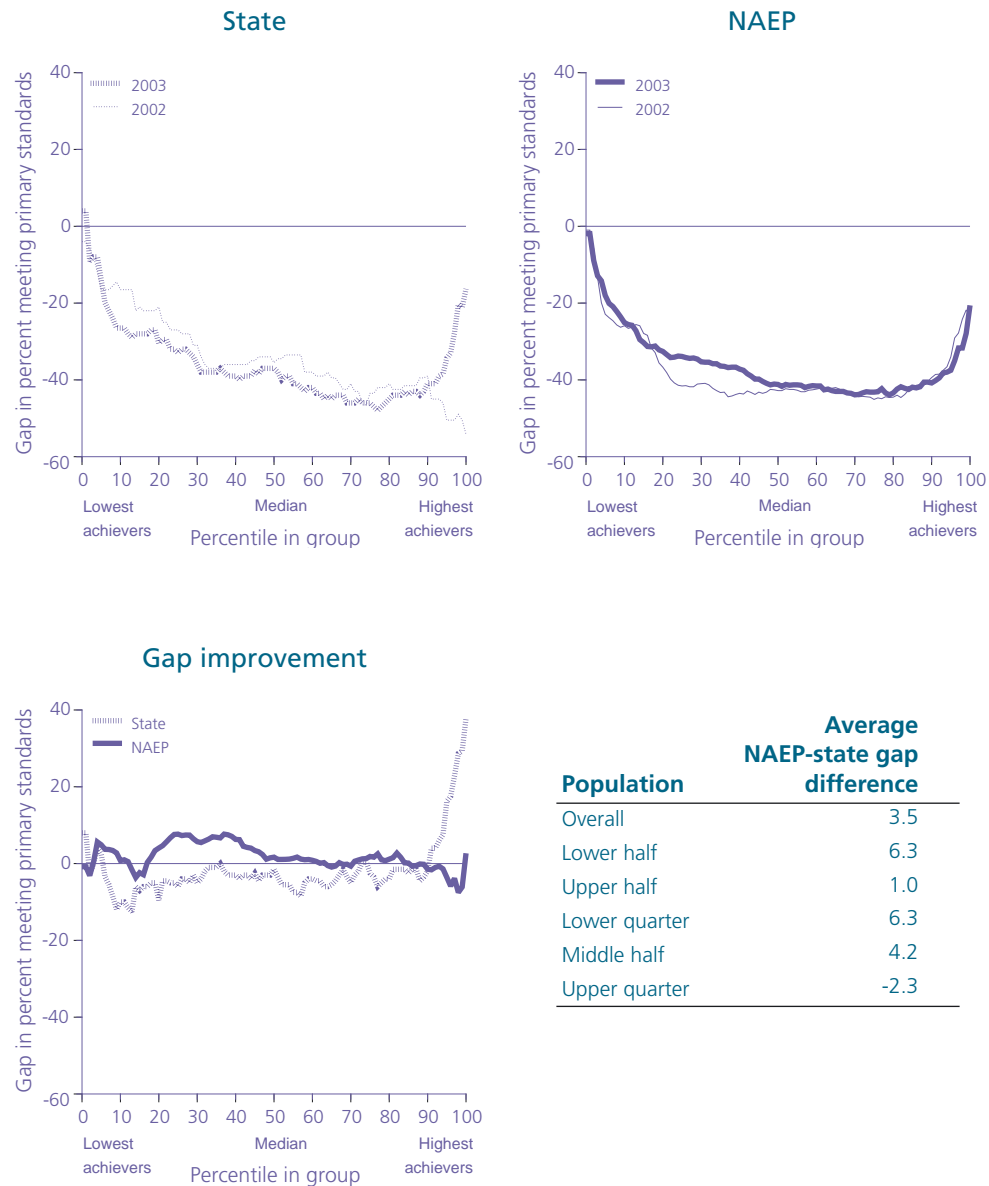 State
Gap in percent meeting primary standards
40
20
0
-20
-40
-60
2003
2002
0 10 20 30 40 50 60 70 80 90 100
Lowest achievers
Median
Highest achievers
Percentile in group
NAEP
Gap in percent meeting primary standards
40
20
0
-20
-40
-60
2003
2002
0 10 20 30 40 50 60 70 80 90 100
Lowest achievers
Median
Highest achievers
Percentile in group
Gap improvement
Gap in percent meeting primary standards
40
20
0
-20
-40
-60
State
NAEP
0 10 20 30 40 50 60 70 80 90 100
Lowest achievers
Median
Highest achievers
Percentile in group
Population Average NAEP-state gap difference
Overall 3.5
Lower half 6.3
Upper half 1.0
Lower quarter 6.3
Middle half 4.2
Upper quarter -2.3